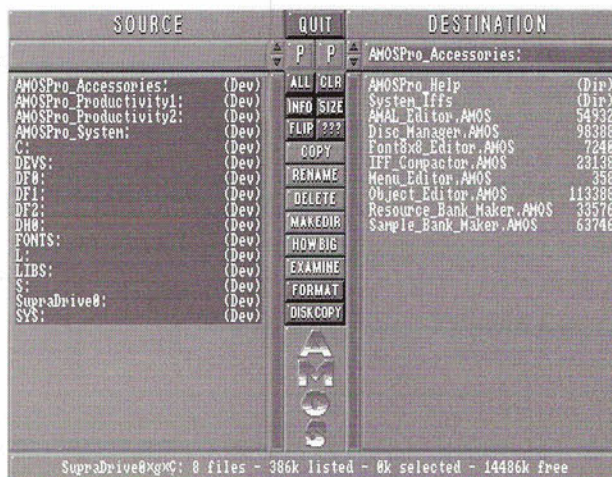 SOURCE
QUIT
DESTINATION
P P
AMOSPro_Accessories:
AMOSPro_Accessories: (Dev)
AMOSPro_Productivity1: (Dev)
AMOSPro_Productivity2: (Dev)
AMOSPro_System: (Dev)
C: (Dev)
DEVS: (Dev)
DF0: (Dev)
DF1: (Dev)
DF2: (Dev)
DH0: (Dev)
FONTS: (Dev)
L: (Dev)
LIBS: (Dev)
S: (Dev)
SupraDrive0: (Dev)
SYS: (Dev)
ALL CLR
INFO SIZE
FLIP ???
COPY
RENAME
DELETE
MAKEDIR
HOW BIG
EXAMINE
FORMAT
DISKCOPY
AMOS
AMOSPro_Help (Dir)
System_Iffs (Dir)
AMAL_Editor.AMOS 54932
Disc_Manager.AMOS 98388
Font8x8_Editor.AMOS 7240
IFF_Compactor.AMOS
Menu_Editor.AMOS
Object_Editor.AMOS 113380
Resource_Bank_Maker.AMOS 33576
Sample_Bank_Maker.AMOS 63746
SupraDrive0×g×Ç: 8 files - 386k listed - 0k selected - 14486k free